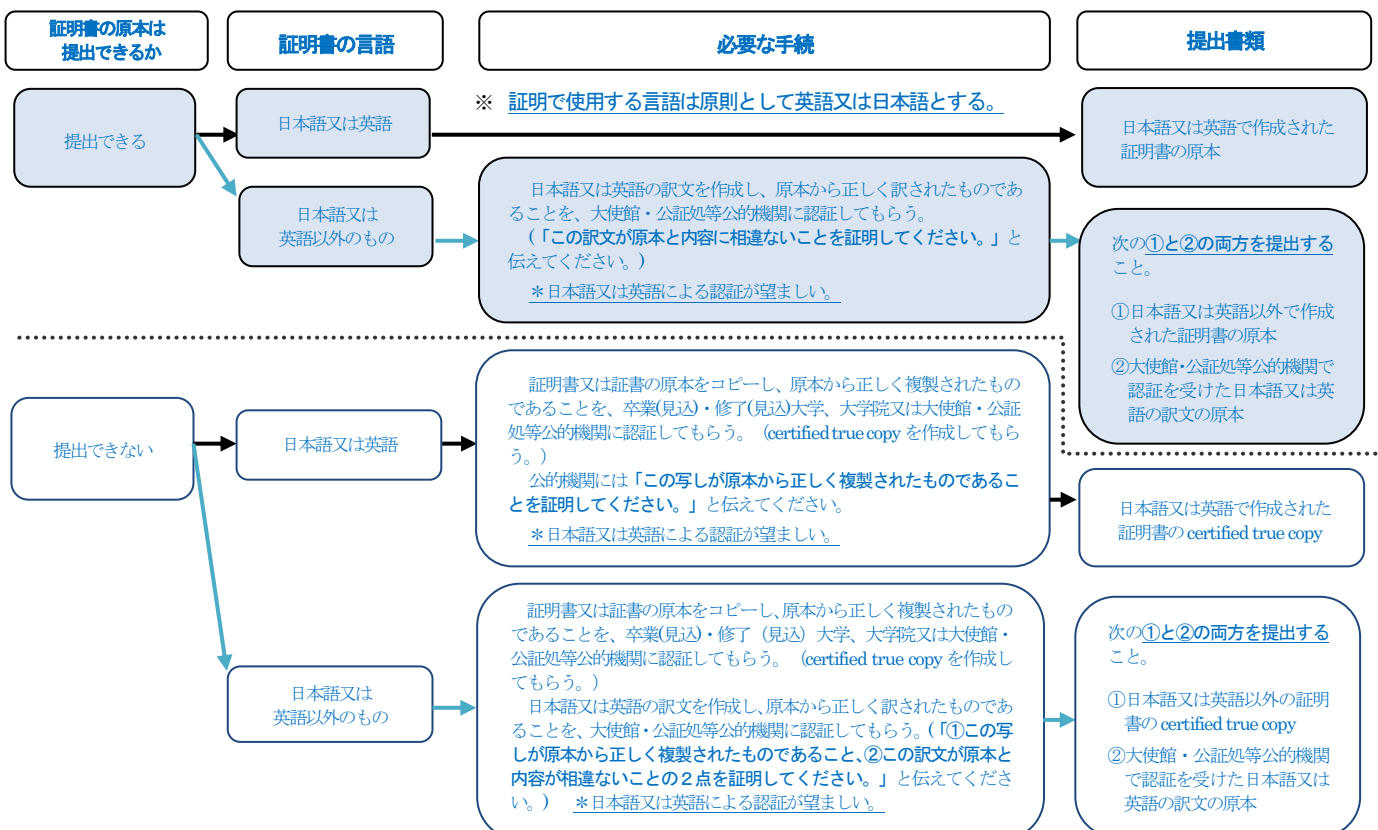 証明書の原本は
提出できるか
証明書の言語
必要な手続
提出書類
※ 証明で使用する言語は原則として英語又は日本語とする。
提出できる
日本語又は英語
日本語又は英語で作成された
証明書の原本
日本語又は
英語以外のもの
日本語又は英語の訳文を作成し、原本から正しく訳されたものであ
ることを、大使館・公証処等公的機関に認証してもらう。
(「この訳文が原本と内容に相違ないことを証明してください。」と
伝えてください。)
＊日本語又は英語による認証が望ましい。
次の①と②の両方を提出する
こと。
①日本語又は英語以外で作成
された証明書の原本
②大使館・公証処等公的機関で
認証を受けた日本語又は英
語の訳文の原本
提出できない
日本語又は英語
証明書又は証書の原本をコピーし、原本から正しく複製されたもの
であることを、卒業(見込)・修了(見込)大学、大学院又は大使館・公証
処等公的機関に認証してもらう。（certified true copy を作成してもら
う。）
公的機関には「この写しが原本から正しく複製されたものであるこ
とを証明してください。」と伝えてください。
＊日本語又は英語による認証が望ましい。
日本語又は英語で作成された
証明書の certified true copy
日本語又は
英語以外のもの
証明書又は証書の原本をコピーし、原本から正しく複製されたもの
であることを、卒業(見込)・修了（見込）大学、大学院又は大使館・
公証処等公的機関に認証してもらう。（certified true copy を作成し
てもらう。）
日本語又は英語の訳文を作成し、原本から正しく訳されたものであ
ることを、大使館・公証処等公的機関に認証してもらう。(「①この写
しが原本から正しく複製されたものであること、②この訳文が原本と
内容が相違ないことの２点を証明してください。」と伝えてくださ
い。) ＊日本語又は英語による認証が望ましい。
次の①と②の両方を提出する
こと。
①日本語又は英語以外の証明
書の certified true copy
②大使館・公証処等公的機関
で認証を受けた日本語又は
英語の訳文の原本